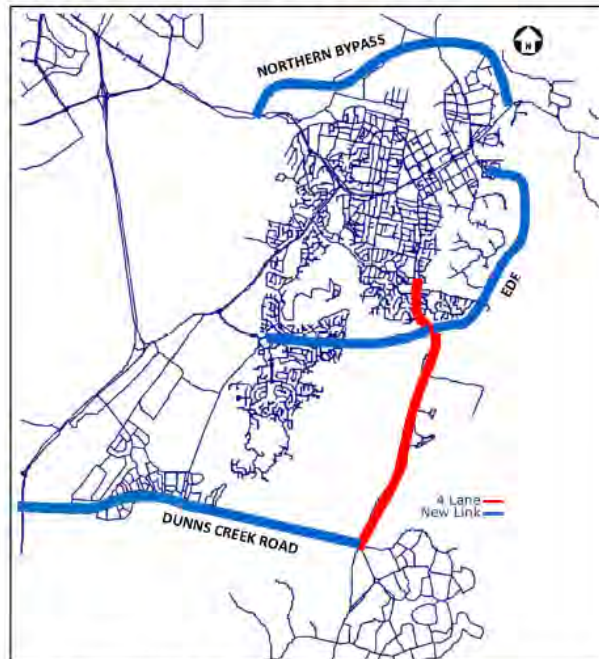 NORTHERN BYPASS
N
EDE
4 Lane
New Link
DUNNS CREEK ROAD